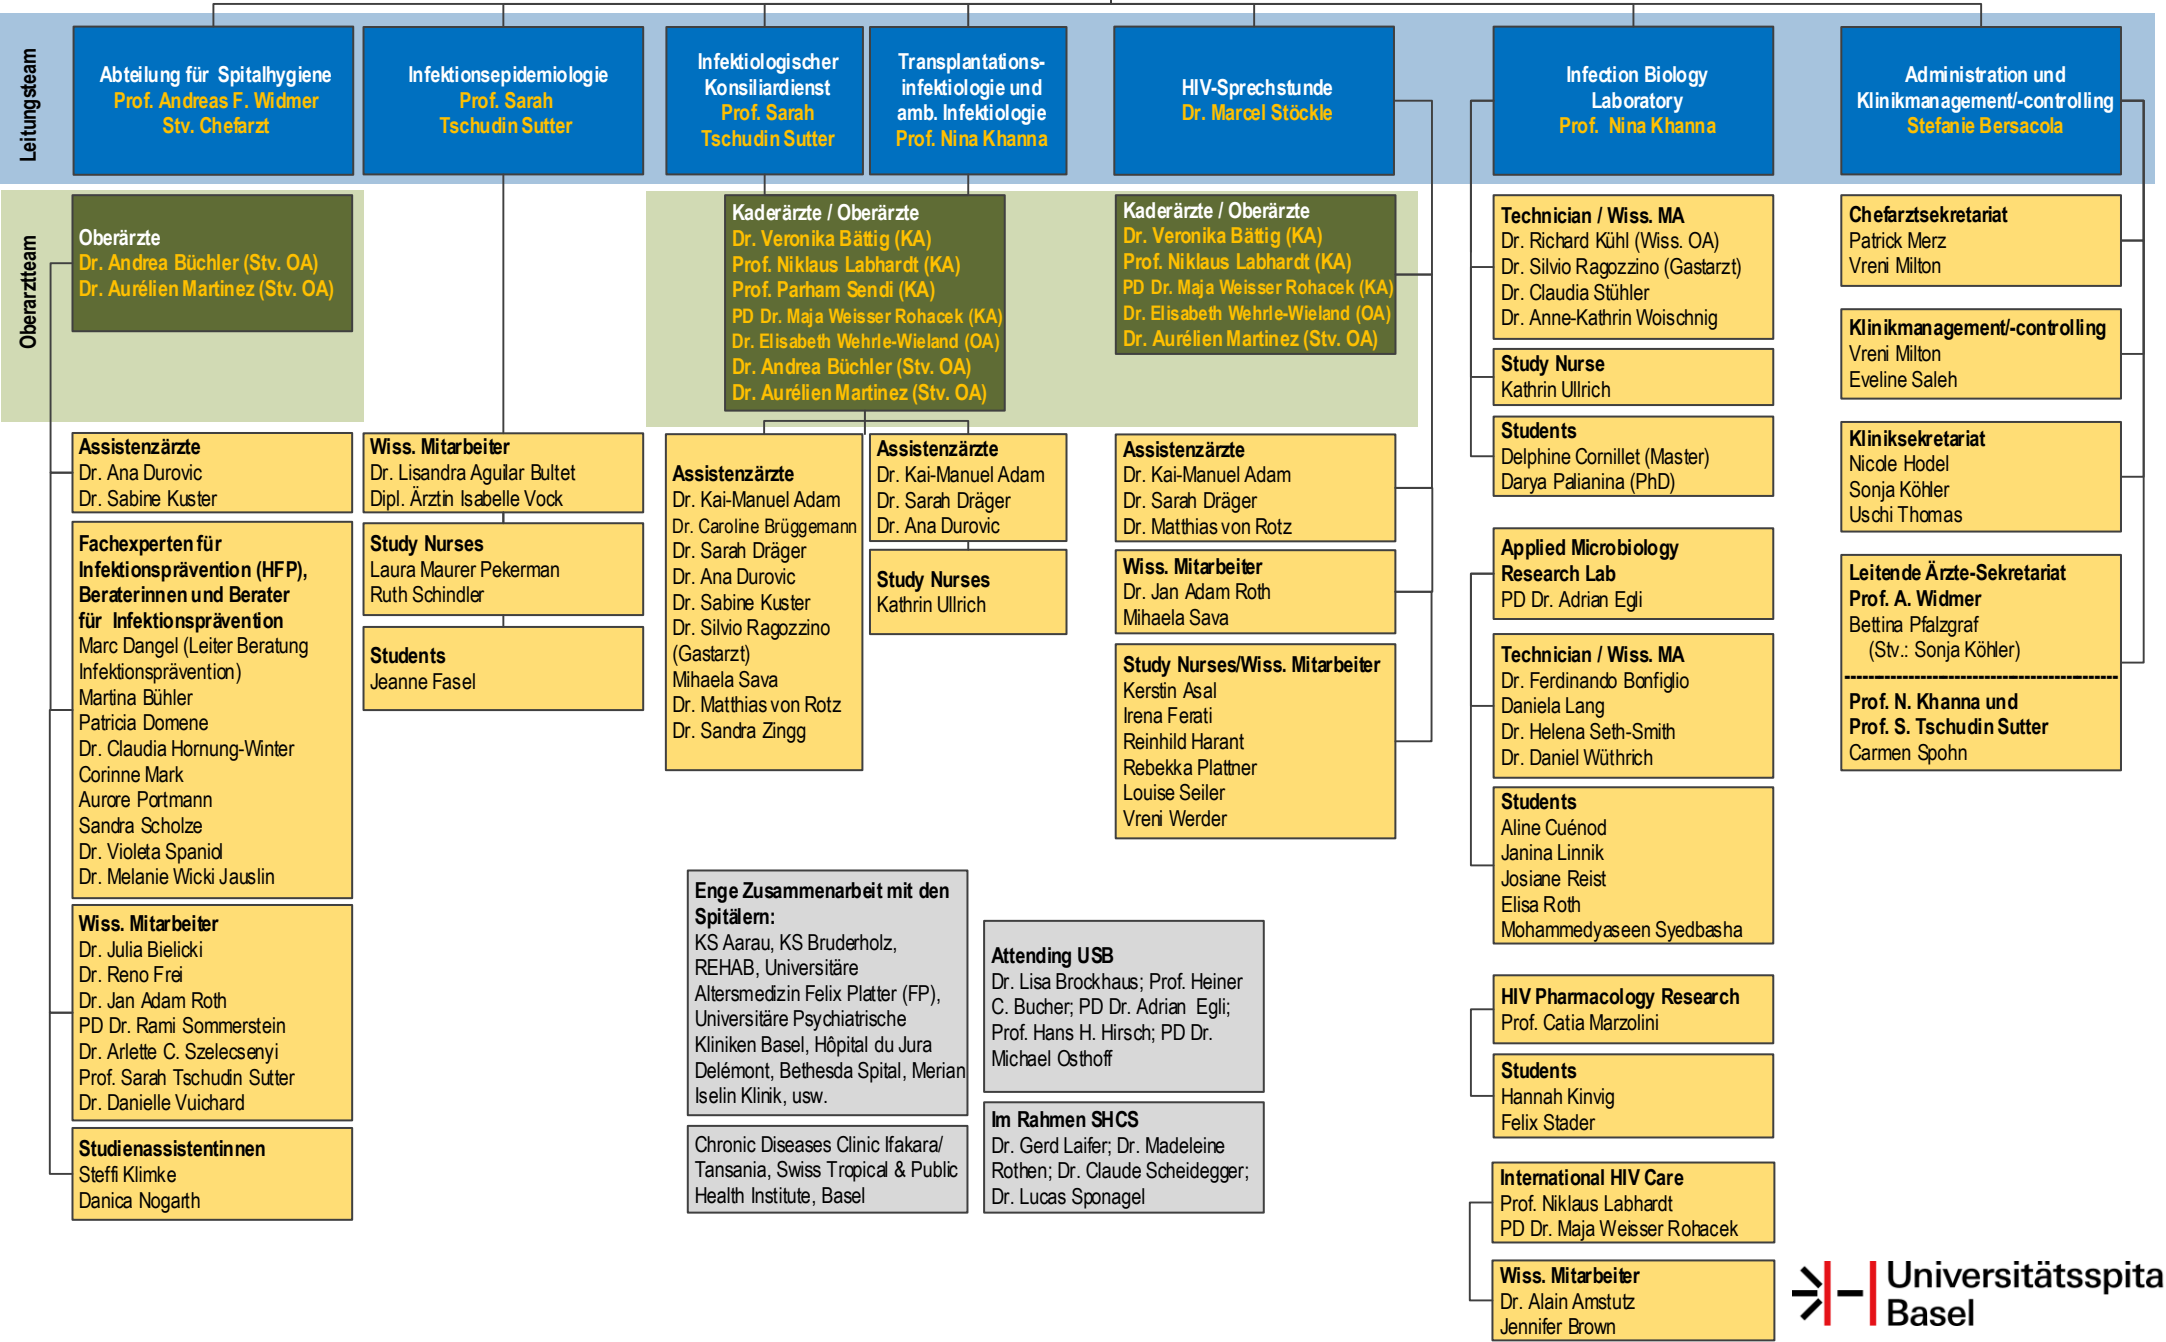 Leitungsteam
Abteilung für Spitalhygiene
Prof. Andreas F. Widmer
Stv. Chefarzt
Infektionsepidemiologie
Prof. Sarah
Tschudin Sutter
Infektiologischer
Konsiliardienst
Prof. Sarah
Tschudin Sutter
Transplantations-
infektiologie und
amb. Infektiologie
Prof. Nina Khanna
HIV-Sprechstunde
Dr. Marcel Stöckle
Infection Biology
Laboratory
Prof. Nina Khanna
Administration und
Klinikmanagement/-controlling
Stefanie Bersacola
Oberarztteam
Oberärzte
Dr. Andrea Büchler (Stv. OA)
Dr. Aurélien Martinez (Stv. OA)
Kaderärzte / Oberärzte
Dr. Veronika Bättig (KA)
Prof. Niklaus Labhardt (KA)
Prof. Parham Sendi (KA)
PD Dr. Maja Weisser Rohacek (KA)
Dr. Elisabeth Wehrle-Wieland (OA)
Dr. Andrea Büchler (Stv. OA)
Dr. Aurélien Martinez (Stv. OA)
Kaderärzte / Oberärzte
Dr. Veronika Bättig (KA)
Prof. Niklaus Labhardt (KA)
PD Dr. Maja Weisser Rohacek (KA)
Dr. Elisabeth Wehrle-Wieland (OA)
Dr. Aurélien Martinez (Stv. OA)
Assistenzärzte
Dr. Ana Durovic
Dr. Sabine Kuster
Fachexperten für
Infektionsprävention (HFP),
Beraterinnen und Berater
für Infektionsprävention
Marc Dangel (Leiter Beratung
Infektionsprävention)
Martina Bühler
Patricia Domene
Dr. Claudia Hornung-Winter
Corinne Mark
Aurore Portmann
Sandra Scholze
Dr. Violeta Spaniol
Dr. Melanie Wicki Jauslin
Wiss. Mitarbeiter
Dr. Julia Bielicki
Dr. Reno Frei
Dr. Jan Adam Roth
PD Dr. Rami Sommerstein
Dr. Arlette C. Szelecsenyi
Prof. Sarah Tschudin Sutter
Dr. Danielle Vuichard
Studienassistentinnen
Steffi Klimke
Danica Nogarth
Wiss. Mitarbeiter
Dr. Lisandra Aguilar Bultet
Dipl. Ärztin Isabelle Vock
Study Nurses
Laura Maurer Pekerman
Ruth Schindler
Students
Jeanne Fasel
Assistenzärzte
Dr. Kai-Manuel Adam
Dr. Caroline Brüggemann
Dr. Sarah Dräger
Dr. Ana Durovic
Dr. Sabine Kuster
Dr. Silvio Ragozzino
(Gastarzt)
Mihaela Sava
Dr. Matthias von Rotz
Dr. Sandra Zingg
Assistenzärzte
Dr. Kai-Manuel Adam
Dr. Sarah Dräger
Dr. Ana Durovic
Study Nurses
Kathrin Ullrich
Assistenzärzte
Dr. Kai-Manuel Adam
Dr. Sarah Dräger
Dr. Matthias von Rotz
Wiss. Mitarbeiter
Dr. Jan Adam Roth
Mihaela Sava
Study Nurses/Wiss. Mitarbeiter
Kerstin Asal
Irena Ferati
Reinhild Harant
Rebekka Plattner
Louise Seiler
Vreni Werder
Enge Zusammenarbeit mit den
Spitälern:
KS Aarau, KS Bruderholz,
REHAB, Universitäre
Altersmedizin Felix Platter (FP),
Universitäre Psychiatrische
Kliniken Basel, Hôpital du Jura
Delémont, Bethesda Spital, Merian
Iselin Klinik, usw.
Chronic Diseases Clinic Ifakara/
Tansania, Swiss Tropical & Public
Health Institute, Basel
Attending USB
Dr. Lisa Brockhaus; Prof. Heiner
C. Bucher; PD Dr. Adrian Egli;
Prof. Hans H. Hirsch; PD Dr.
Michael Osthoff
Im Rahmen SHCS
Dr. Gerd Laifer; Dr. Madeleine
Rothen; Dr. Claude Scheidegger;
Dr. Lucas Sponagel
Technician / Wiss. MA
Dr. Richard Kühl (Wiss. OA)
Dr. Silvio Ragozzino (Gastarzt)
Dr. Claudia Stühler
Dr. Anne-Kathrin Woischnig
Study Nurse
Kathrin Ullrich
Students
Delphine Cornillet (Master)
Darya Palianina (PhD)
Applied Microbiology
Research Lab
PD Dr. Adrian Egli
Technician / Wiss. MA
Dr. Ferdinando Bonfiglio
Daniela Lang
Dr. Helena Seth-Smith
Dr. Daniel Wüthrich
Students
Aline Cuénod
Janina Linnik
Josiane Reist
Elisa Roth
Mohammedyaseen Syedbasha
HIV Pharmacology Research
Prof. Catia Marzolini
Students
Hannah Kinvig
Felix Stader
International HIV Care
Prof. Niklaus Labhardt
PD Dr. Maja Weisser Rohacek
Wiss. Mitarbeiter
Dr. Alain Amstutz
Jennifer Brown
Chefarztsekretariat
Patrick Merz
Vreni Milton
Klinikmanagement/-controlling
Vreni Milton
Eveline Saleh
Kliniksekretariat
Nicole Hodel
Sonja Köhler
Uschi Thomas
Leitende Ärzte-Sekretariat
Prof. A. Widmer
Bettina Pfalzgraf
(Stv.: Sonja Köhler)
Prof. N. Khanna und
Prof. S. Tschudin Sutter
Carmen Spohn
Universitätsspita
Basel